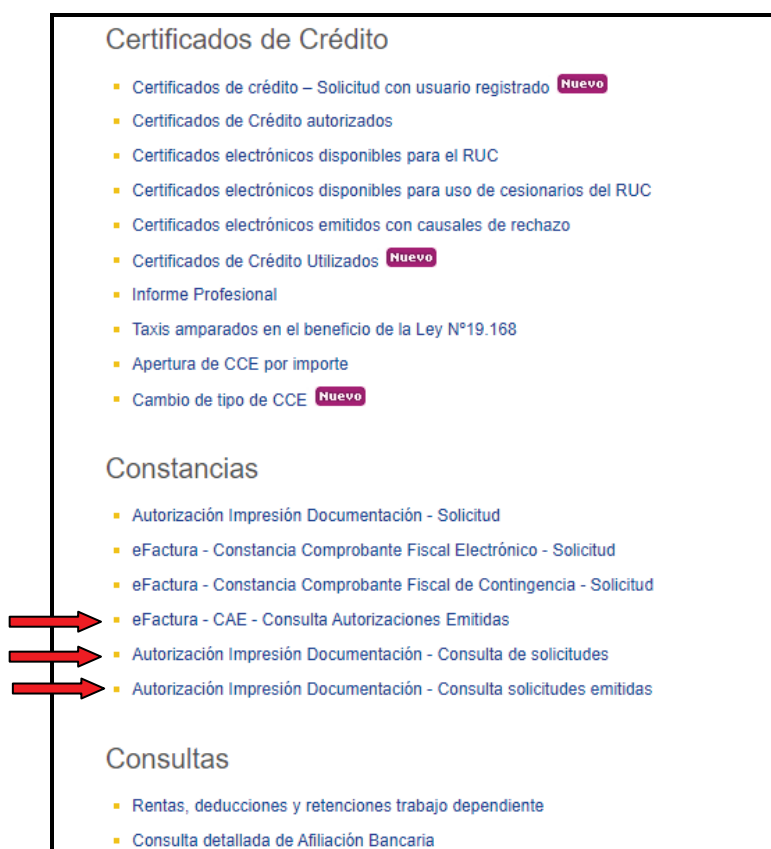 Certificados de Crédito
Certificados de crédito – Solicitud con usuario registrado Nuevo
Certificados de Crédito autorizados
Certificados electrónicos disponibles para el RUC
Certificados electrónicos disponibles para uso de cesionarios del RUC
Certificados electrónicos emitidos con causales de rechazo
Certificados de Crédito Utilizados Nuevo
Informe Profesional
Taxis amparados en el beneficio de la Ley Nº19.168
Apertura de CCE por importe
Cambio de tipo de CCE Nuevo
Constancias
Autorización Impresión Documentación - Solicitud
eFactura - Constancia Comprobante Fiscal Electrónico - Solicitud
eFactura - Constancia Comprobante Fiscal de Contingencia - Solicitud
eFactura - CAE - Consulta Autorizaciones Emitidas
Autorización Impresión Documentación - Consulta de solicitudes
Autorización Impresión Documentación - Consulta solicitudes emitidas
Consultas
Rentas, deducciones y retenciones trabajo dependiente
Consulta detallada de Afiliación Bancaria